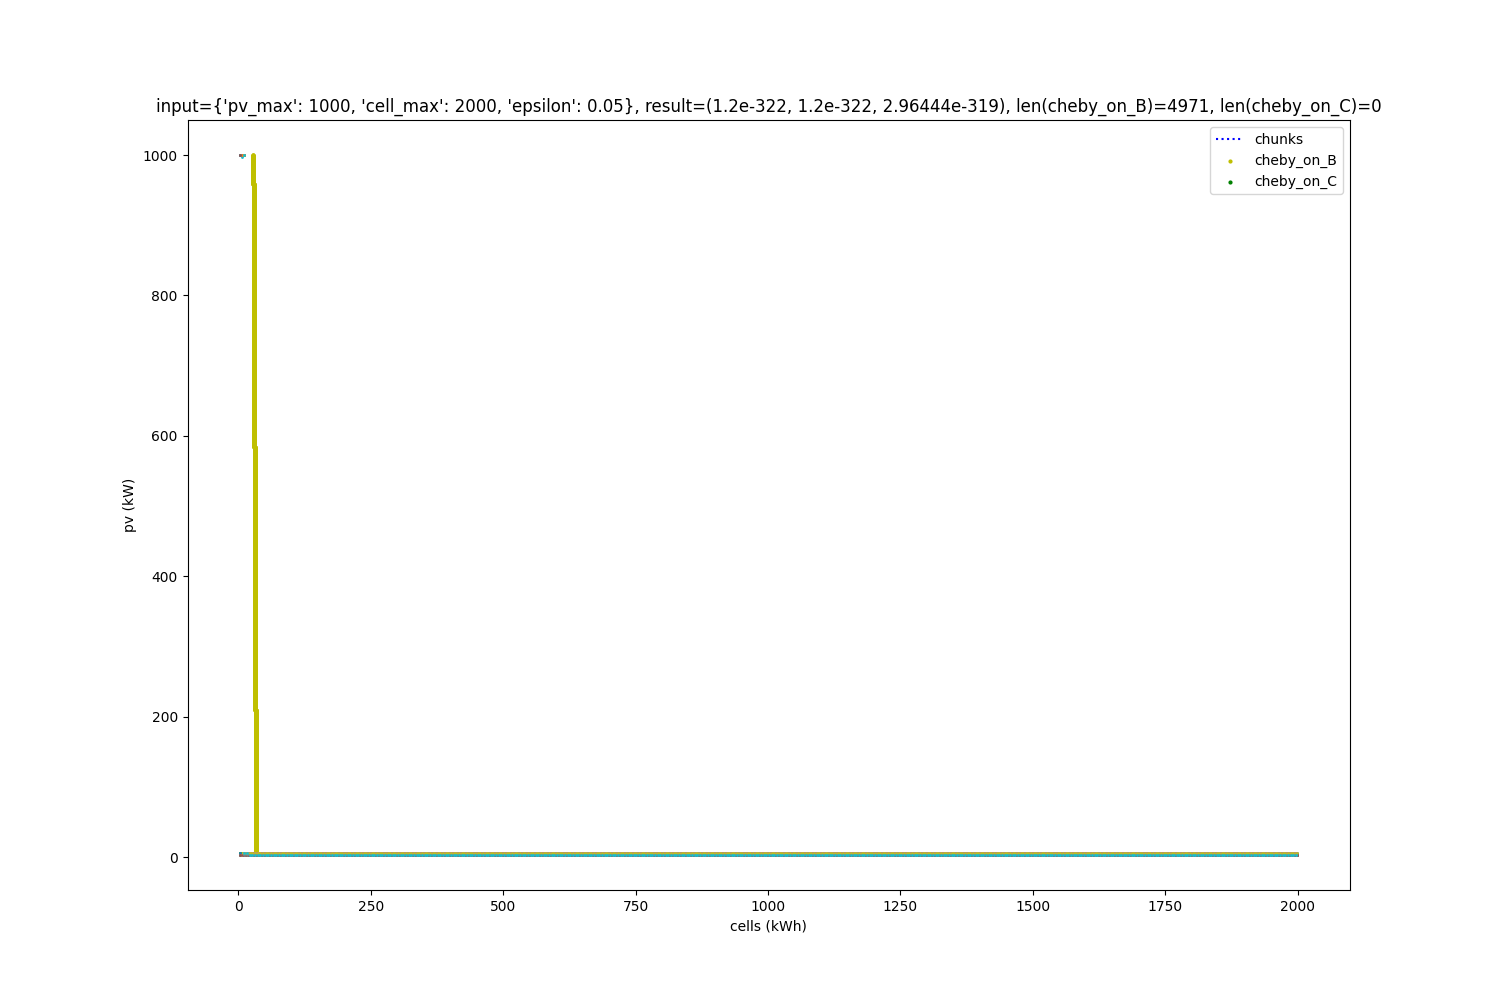 input={'pv_max': 1000, 'cell_max': 2000, 'epsilon': 0.05}, result=(1.2e-322, 1.2e-322, 2.96444e-319), len(cheby_on_B)=4971, len(cheby_on_C)=0
chunks
cheby_on_B
cheby_on_C
1000
800
600
400
200
0
pv (kW)
0 250 500 750 1000 1250 1500 1750 2000
cells (kWh)